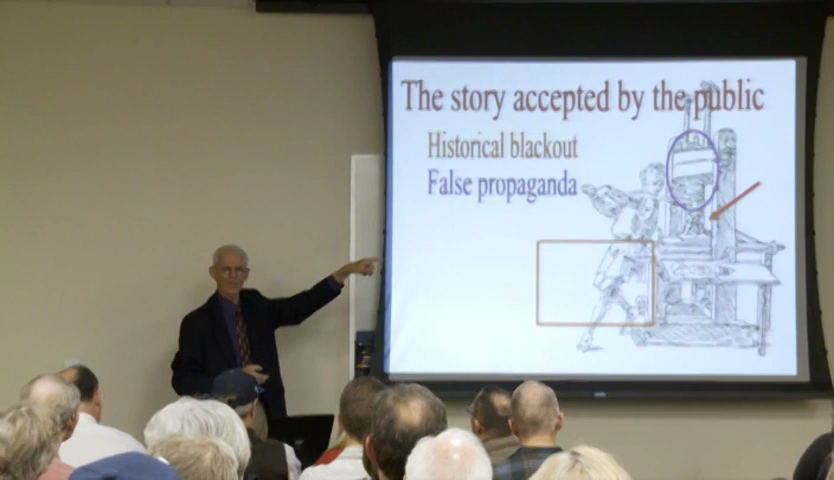 The story accepted by the public
Historical blackout
False propaganda